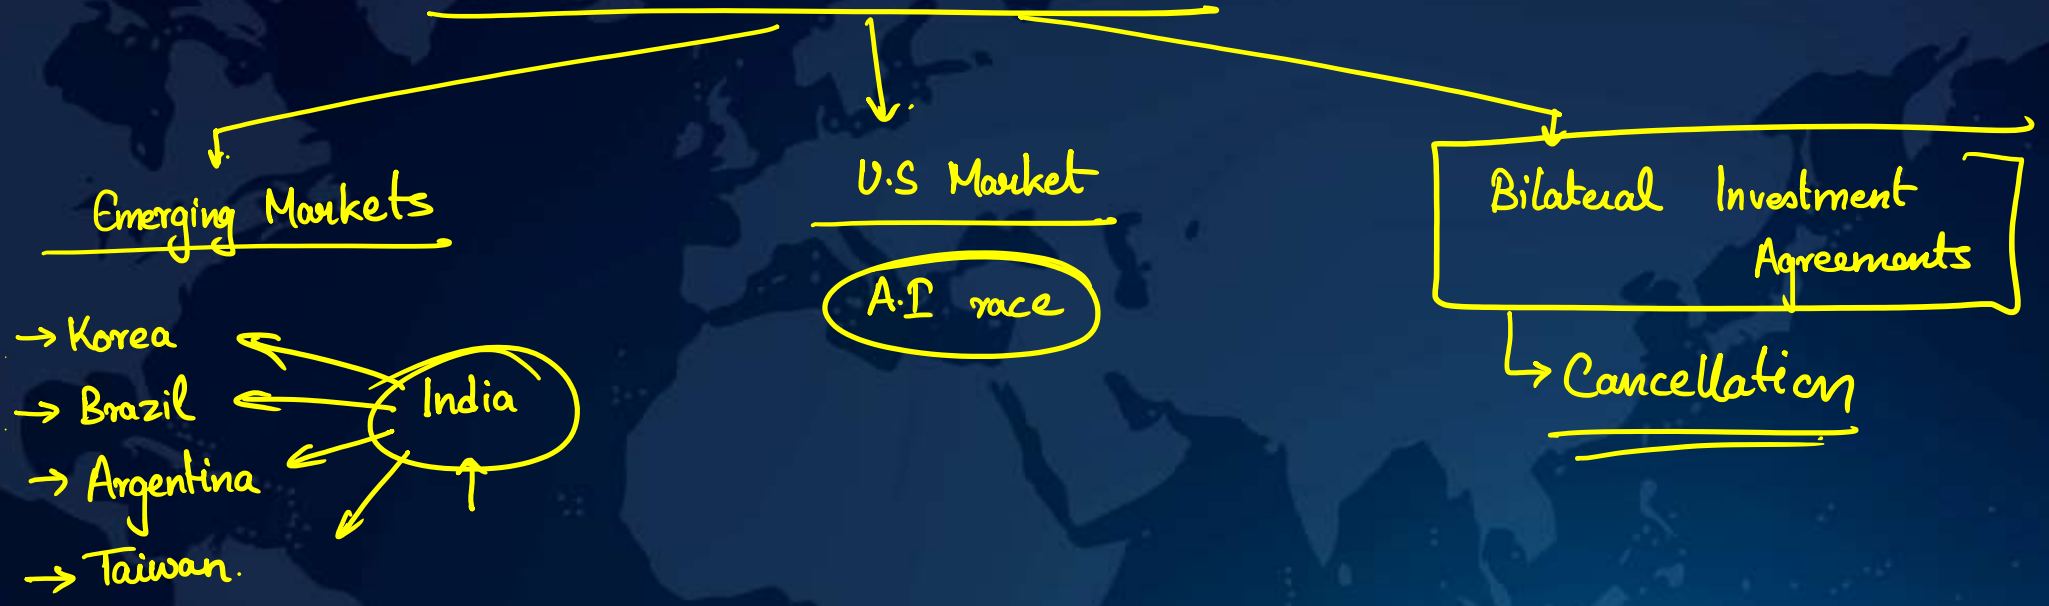 Emerging Markets
→ Korea
→ Brazil
→ Argentina
→ Taiwan.
India
U.S Market
A.I race
Bilateral Investment
Agreements
Cancellation